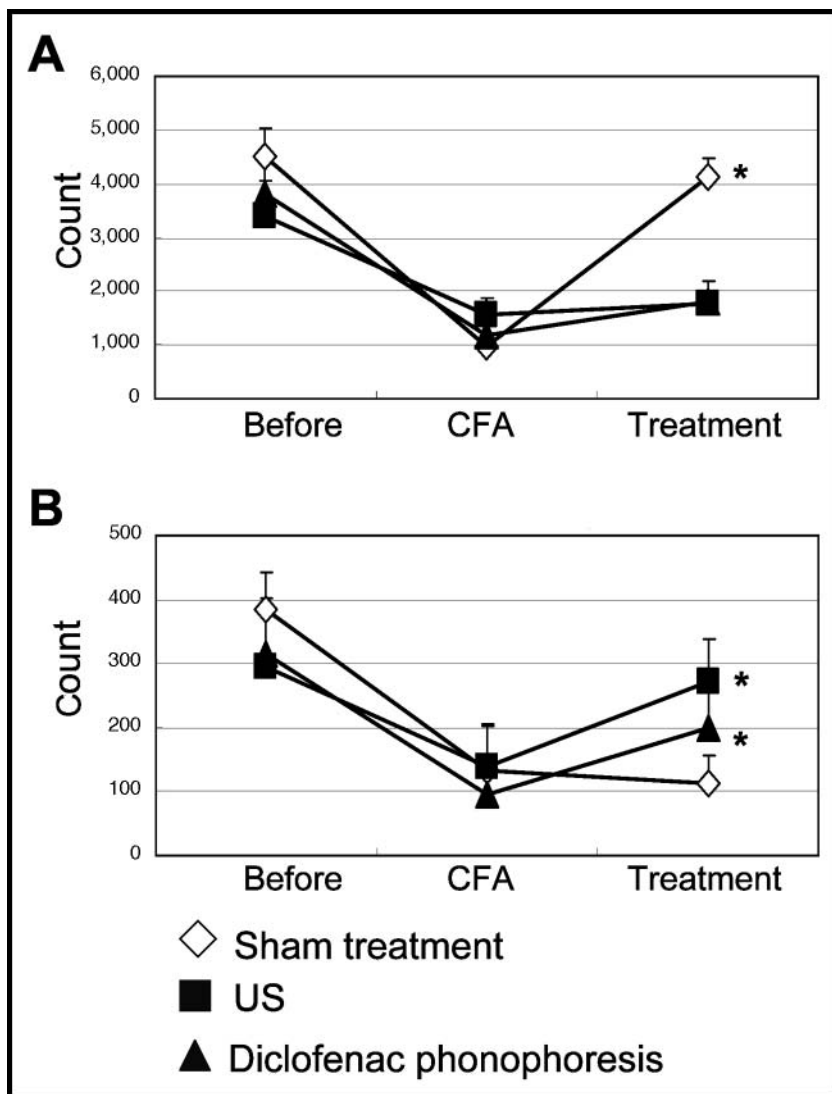 A
6,000
5,000
4,000
3,000
2,000
1,000
0
Count
Before CFA Treatment
*
B
500
400
300
200
100
0
Count
Before CFA Treatment
*
*
Sham treatment
US
Diclofenac phonophoresis